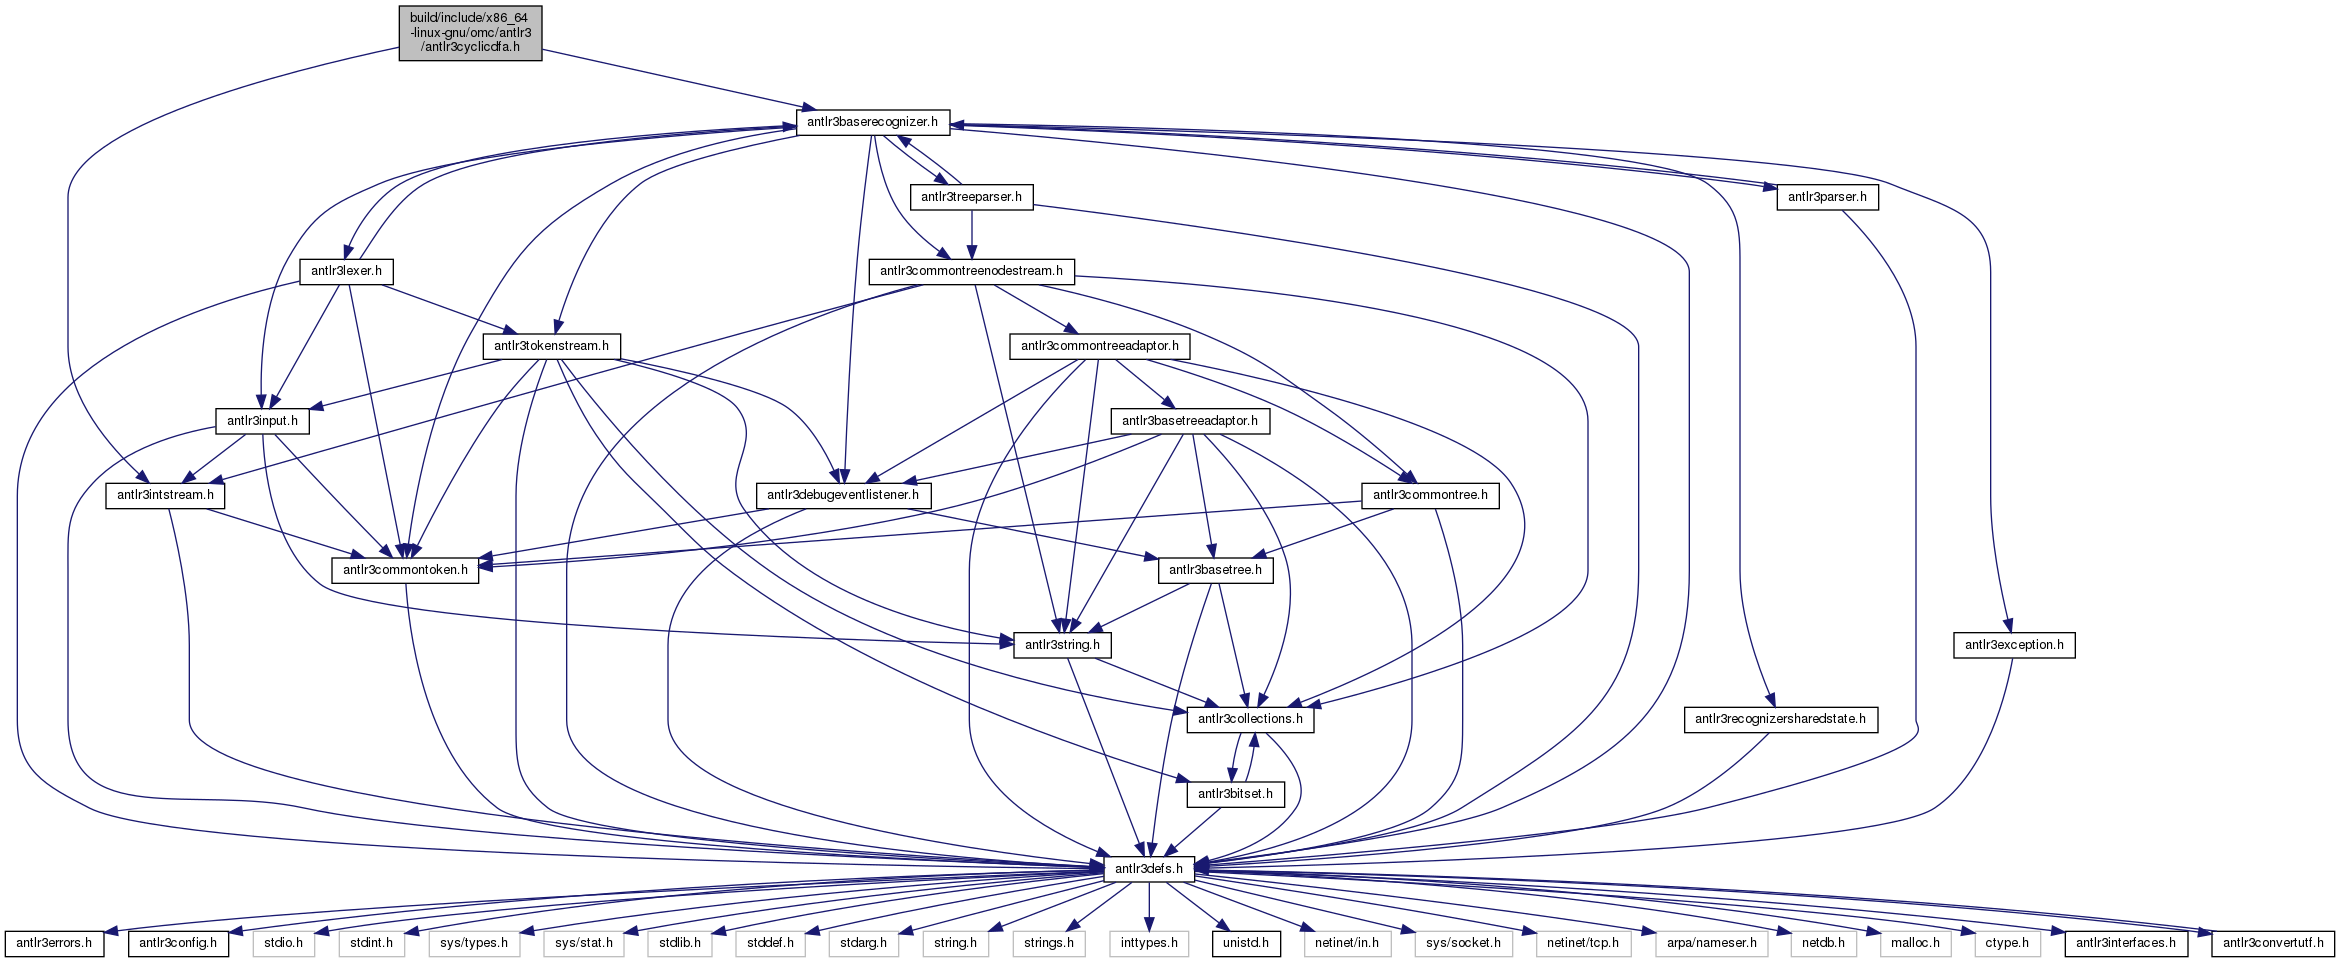 build/include/x86_64
-linux-gnu/omc/antlr3
/antlr3cyclicdfa.h
antlr3baserecognizer.h
antlr3treeparser.h
antlr3parser.h
antlr3lexer.h
antlr3commontreenodestream.h
antlr3tokenstream.h
antlr3commontreeadaptor.h
antlr3input.h
antlr3basetreeadaptor.h
antlr3intstream.h
antlr3debugeventlistener.h
antlr3commontree.h
antlr3commontoken.h
antlr3basetree.h
antlr3string.h
antlr3exception.h
antlr3collections.h
antlr3recognizersharedstate.h
antlr3bitset.h
antlr3defs.h
antlr3errors.h
antlr3config.h
stdio.h
stdint.h
sys/types.h
sys/stat.h
stdlib.h
stddef.h
stdarg.h
string.h
strings.h
inttypes.h
unistd.h
netinet/in.h
sys/socket.h
netinet/tcp.h
arpa/nameser.h
netdb.h
malloc.h
ctype.h
antlr3interfaces.h
antlr3convertutf.h